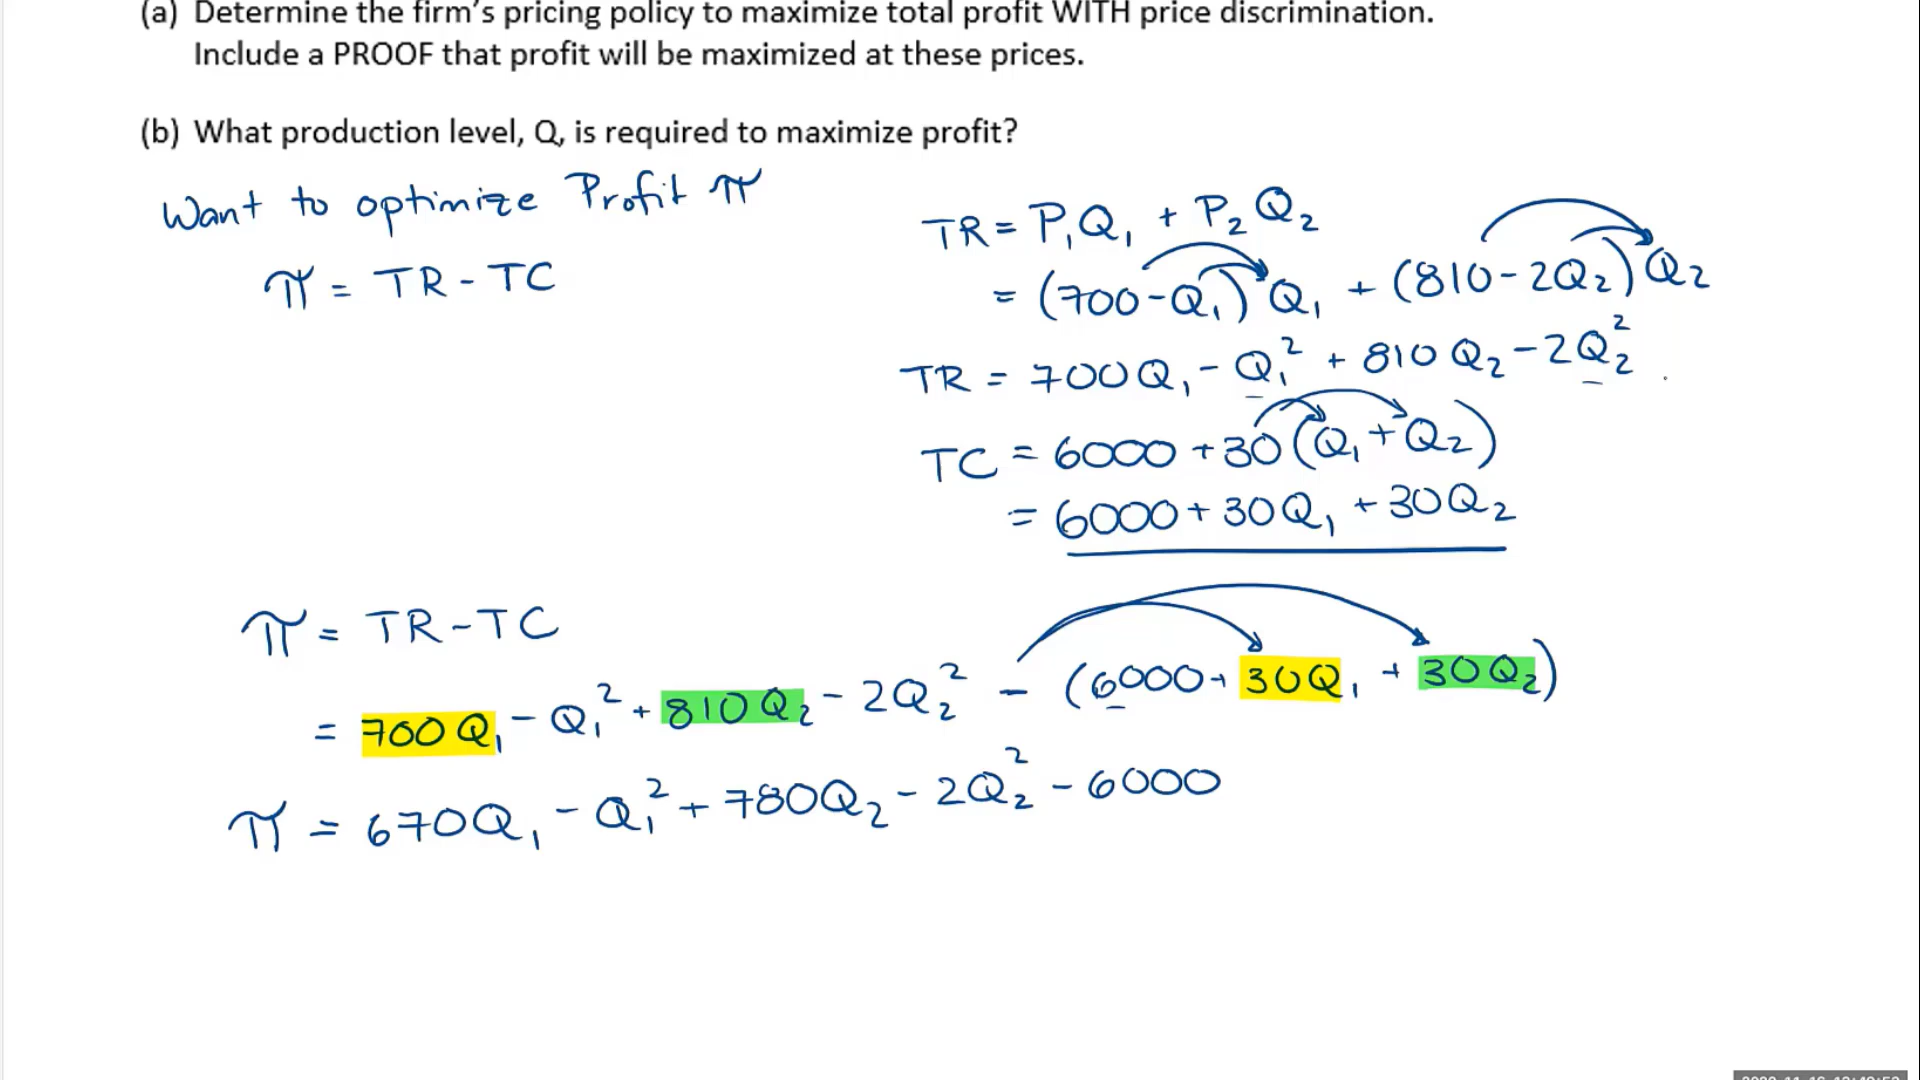 (a) Determine the firm's pricing policy to maximize total profit WITH price discrimination.
Include a PROOF that profit will be maximized at these prices.
(b) What production level, Q, is required to maximize profit?
Want to optimize Profit π
π = TR - TC
TR = P₁Q₁ + P₂Q₂
= (700-Q₁)Q₁ + (810-2Q₂)Q₂
TR = 700Q₁ - Q₁² + 810Q₂ - 2Q₂²
TC = 6000 + 30(Q₁ + Q₂)
= 6000 + 30Q₁ + 30Q₂
π = TR - TC
= 700Q₁ - Q₁² + 810Q₂ - 2Q₂² - (6000 + 30Q₁ + 30Q₂)
π = 670Q₁ - Q₁² + 780Q₂ - 2Q₂² - 6000